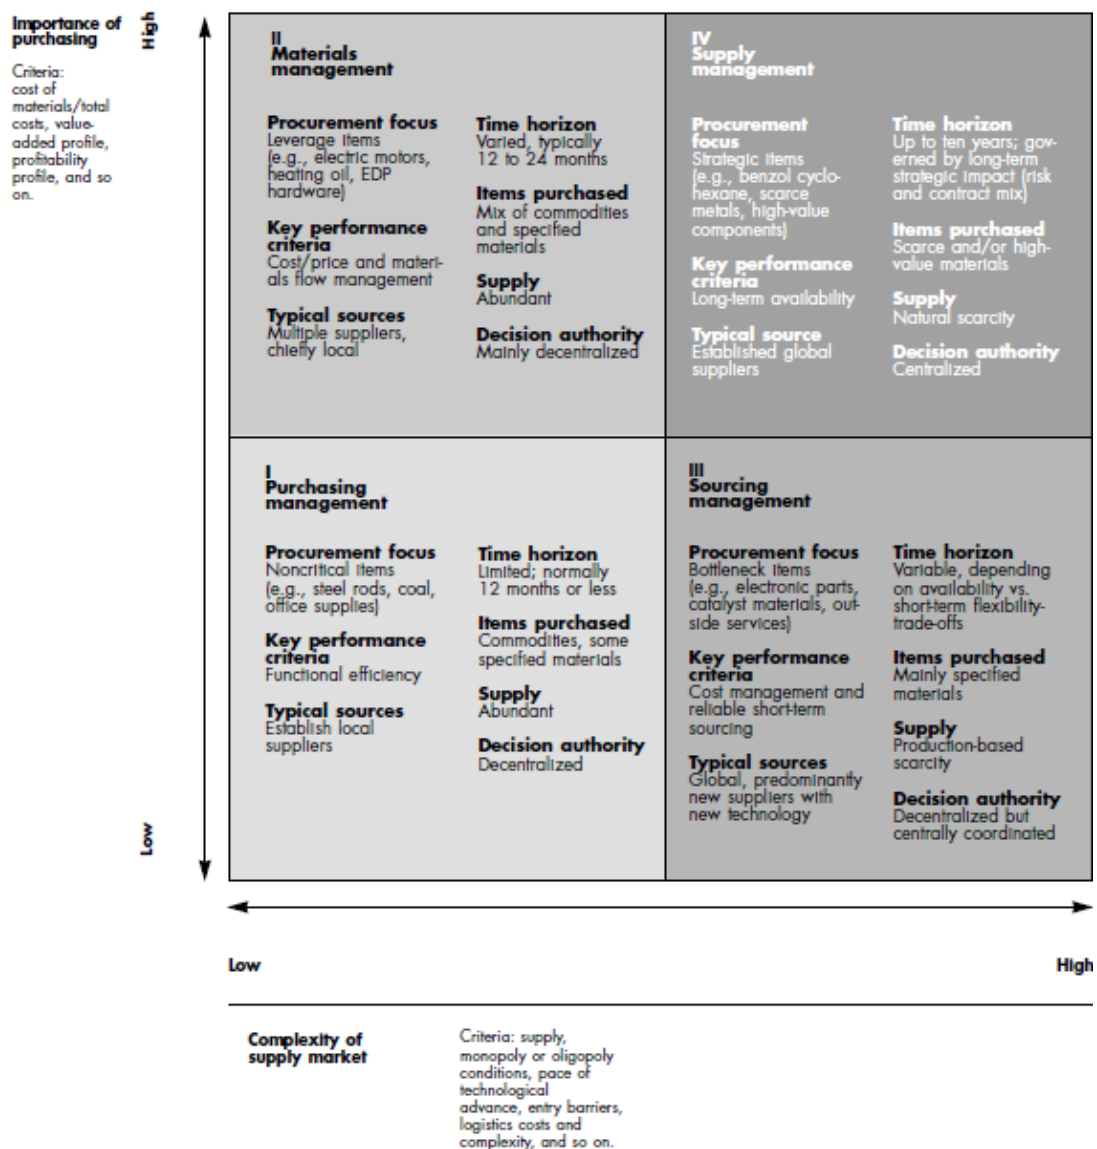 Importance of
purchasing
High
Criteria:
cost of
materials/total
costs, value-
added profile,
profitability
profile, and so
on.
Low
II
Materials
management
Procurement focus
Leverage items
(e.g., electric motors,
heating oil, EDP
hardware)
Key performance
criteria
Cost/price and materi-
als flow management
Typical sources
Multiple suppliers,
chiefly local
Time horizon
Varied, typically
12 to 24 months
Items purchased
Mix of commodities
and specified
materials
Supply
Abundant
Decision authority
Mainly decentralized
IV
Supply
management
Procurement
focus
Strategic items
(e.g., benzol cyclo-
hexane, scarce
metals, high-value
components)
Key performance
criteria
Long-term availability
Typical source
Established global
suppliers
Time horizon
Up to ten years; gov-
erned by long-term
strategic impact (risk
and contract mix)
Items purchased
Scarce and/or high-
value materials
Supply
Natural scarcity
Decision authority
Centralized
I
Purchasing
management
Procurement focus
Noncritical items
(e.g., steel rods, coal,
office supplies)
Key performance
criteria
Functional efficiency
Typical sources
Establish local
suppliers
Time horizon
Limited; normally
12 months or less
Items purchased
Commodities, some
specified materials
Supply
Abundant
Decision authority
Decentralized
III
Sourcing
management
Procurement focus
Bottleneck items
(e.g., electronic parts,
catalyst materials, out-
side services)
Key performance
criteria
Cost management and
reliable short-term
sourcing
Typical sources
Global, predominantly
new suppliers with
new technology
Time horizon
Variable, depending
on availability vs.
short-term flexibility-
trade-offs
Items purchased
Mainly specified
materials
Supply
Production-based
scarcity
Decision authority
Decentralized but
centrally coordinated
Low
High
Complexity of
supply market
Criteria: supply,
monopoly or oligopoly
conditions, pace of
technological
advance, entry barriers,
logistics costs and
complexity, and so on.